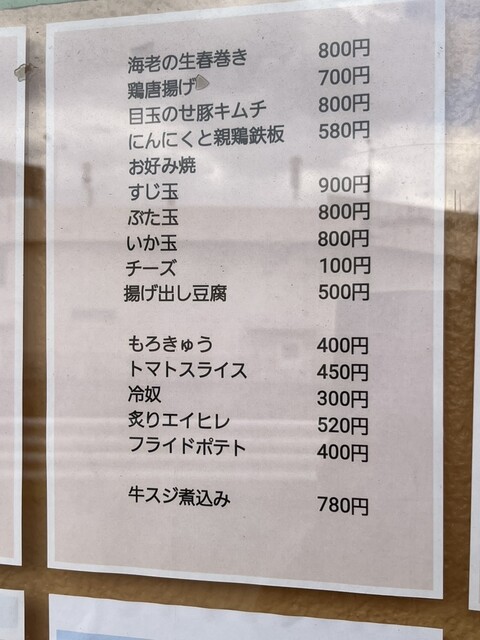 海老の生春巻き 800円
鶏唐揚げ 700円
目玉のせ豚キムチ 800円
にんにくと親鶏鉄板 580円
お好み焼
すじ玉 900円
ぶた玉 800円
いか玉 800円
チーズ 100円
揚げ出し豆腐 500円
もろきゅう 400円
トマトスライス 450円
冷奴 300円
炙りエイヒレ 520円
フライドポテト 400円
牛スジ煮込み 780円